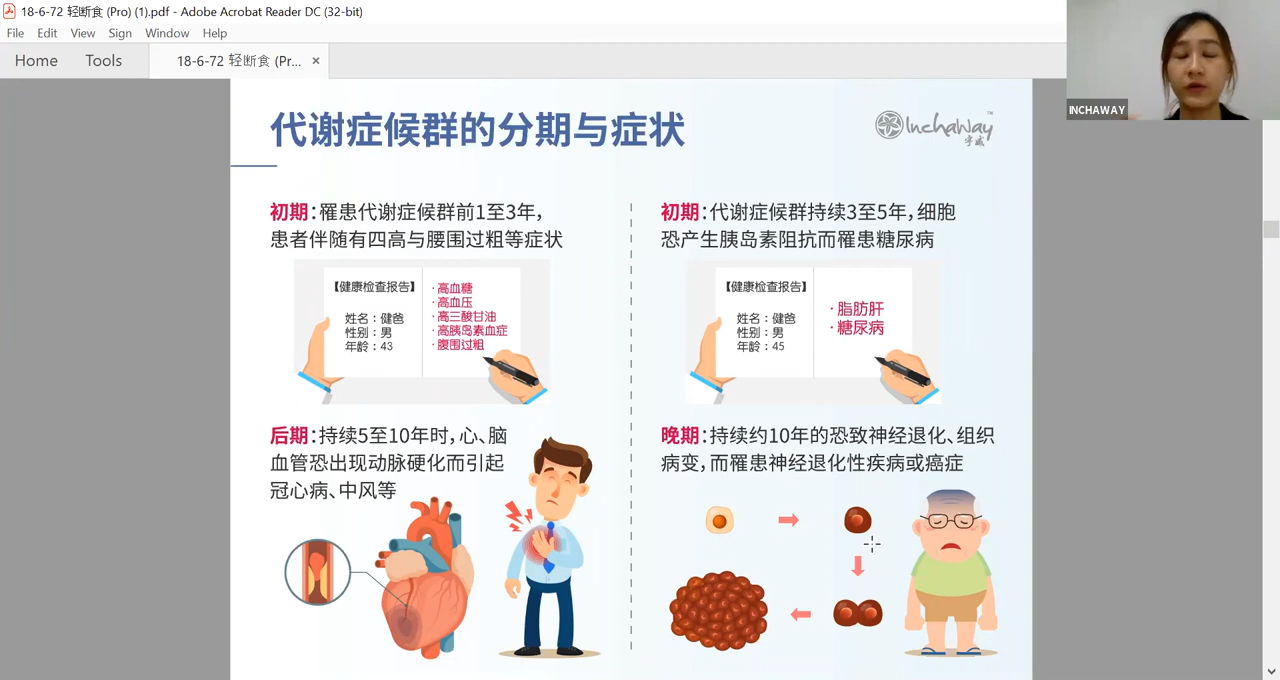 18-6-72 轻断食 (Pro) (1).pdf - Adobe Acrobat Reader DC (32-bit)
File Edit View Sign Window Help
Home Tools 18-6-72 轻断食 (Pr... ×
INCHAWAY
代谢症候群的分期与症状
InchaWay™
宇威
初期：罹患代谢症候群前1至3年，
患者伴随有四高与腰围过粗等症状
【健康检查报告】
姓名：健爸
性别：男
年龄：43
·高血糖
·高血压
·高三酸甘油
·高胰岛素血症
·腹围过粗
初期：代谢症候群持续3至5年，细胞
恐产生胰岛素阻抗而罹患糖尿病
【健康检查报告】
姓名：健爸
性别：男
年龄：45
·脂肪肝
·糖尿病
后期：持续5至10年时，心、脑
血管恐出现动脉硬化而引起
冠心病、中风等
晚期：持续约10年的恐致神经退化、组织
病变，而罹患神经退化性疾病或癌症